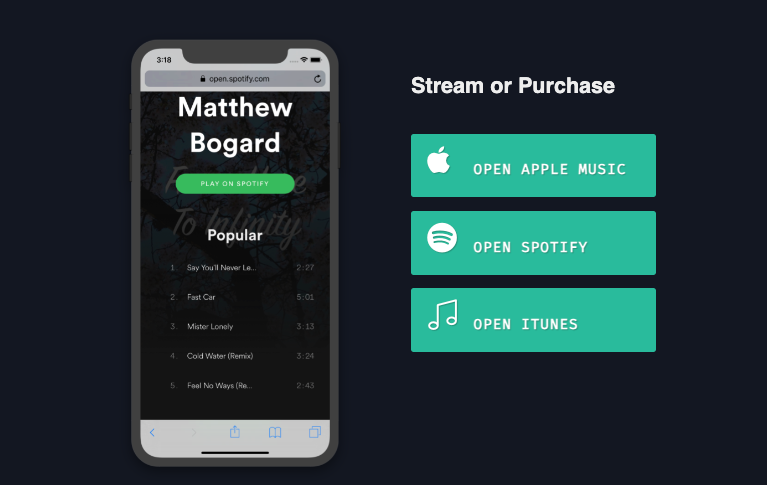 3:18
open.spotify.com
Matthew
Bogard
PLAY ON SPOTIFY
From Here
To Infinity
Popular
1. Say You'll Never Le... 2:27
2. Fast Car 5:01
3. Mister Lonely 3:13
4. Cold Water (Remix) 3:24
5. Feel No Ways (Re... 2:43
Stream or Purchase
OPEN APPLE MUSIC
OPEN SPOTIFY
OPEN ITUNES